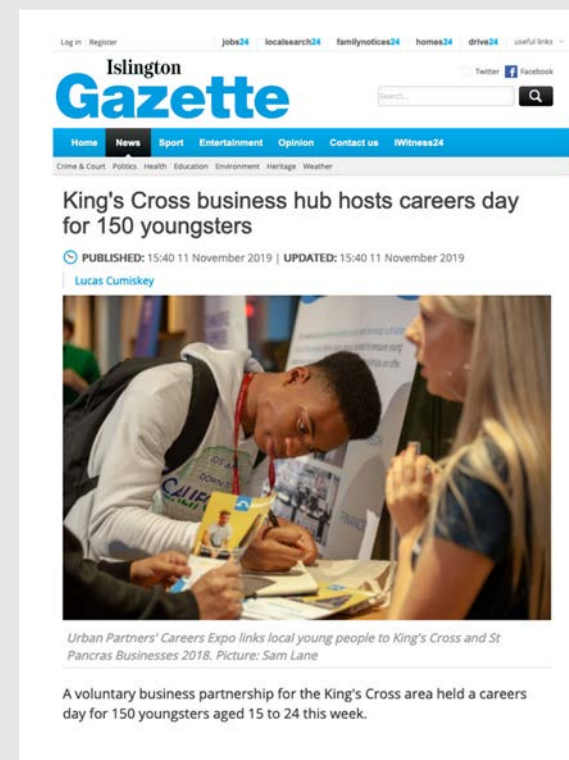 Log in Register
jobs24 localsearch24 familynotices24 homes24 drive24 useful links
Islington
Gazette
Twitter Facebook
Search...
Home News Sport Entertainment Opinion Contact us iWitness24
Crime & Court Politics Health Education Environment Heritage Weather
King's Cross business hub hosts careers day
for 150 youngsters
PUBLISHED: 15:40 11 November 2019 | UPDATED: 15:40 11 November 2019
Lucas Cumiskey
CALIF
FINANC
Urban Partners' Careers Expo links local young people to King's Cross and St
Pancras Businesses 2018. Picture: Sam Lane
A voluntary business partnership for the King's Cross area held a careers
day for 150 youngsters aged 15 to 24 this week.